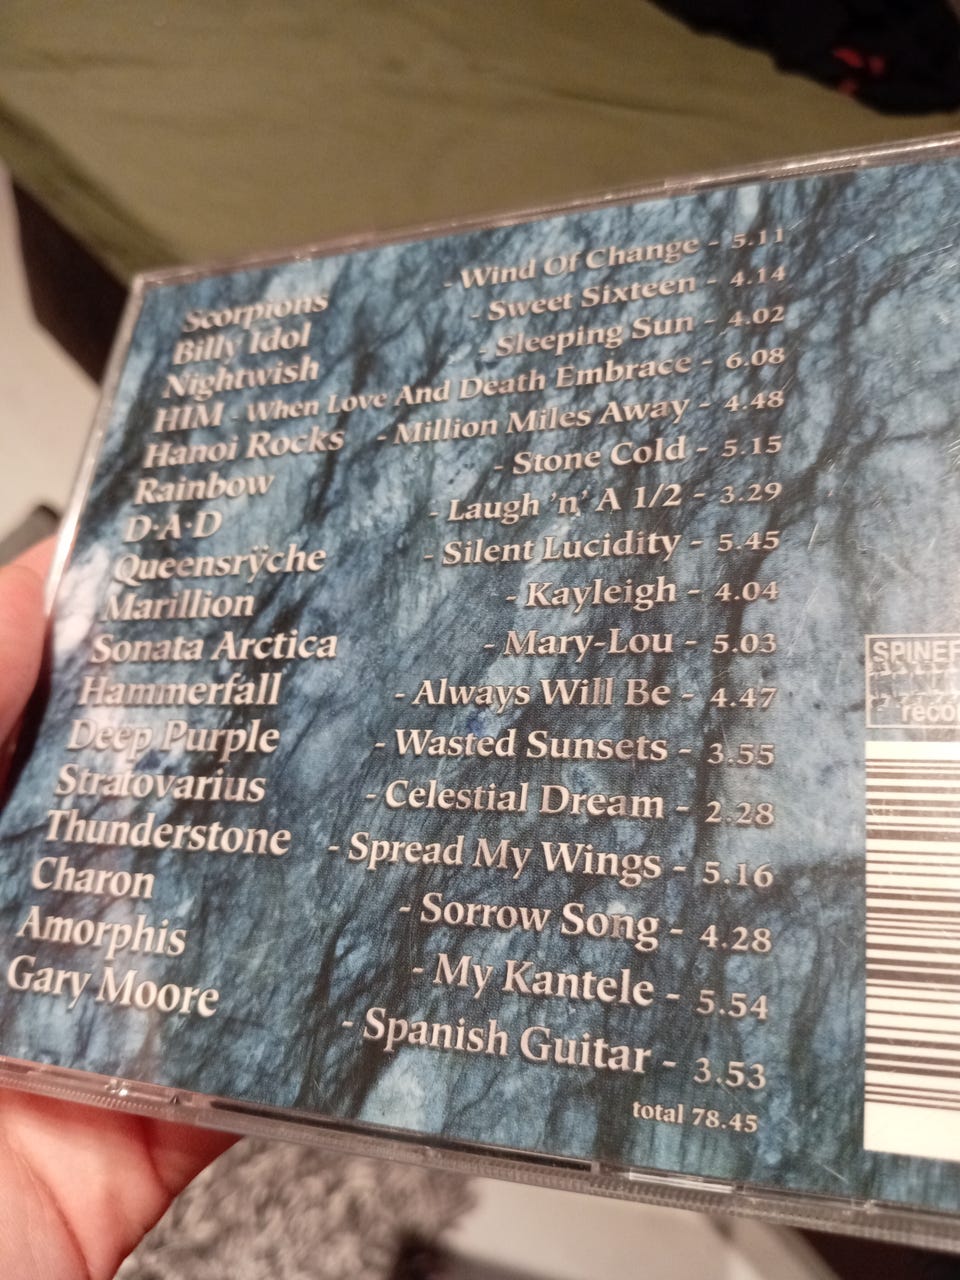 Scorpions - Wind Of Change - 5.11
Billy Idol - Sweet Sixteen - 4.14
Nightwish - Sleeping Sun - 4.02
HIM - When Love And Death Embrace - 6.08
Hanoi Rocks - Million Miles Away - 4.48
Rainbow - Stone Cold - 5.15
D·A·D - Laugh 'n' A 1/2 - 3.29
Queensrÿche - Silent Lucidity - 5.45
Marillion - Kayleigh - 4.04
Sonata Arctica - Mary-Lou - 5.03
Hammerfall - Always Will Be - 4.47
Deep Purple - Wasted Sunsets - 3.55
Stratovarius - Celestial Dream - 2.28
Thunderstone - Spread My Wings - 5.16
Charon - Sorrow Song - 4.28
Amorphis - My Kantele - 5.54
Gary Moore - Spanish Guitar - 3.53
total 78.45